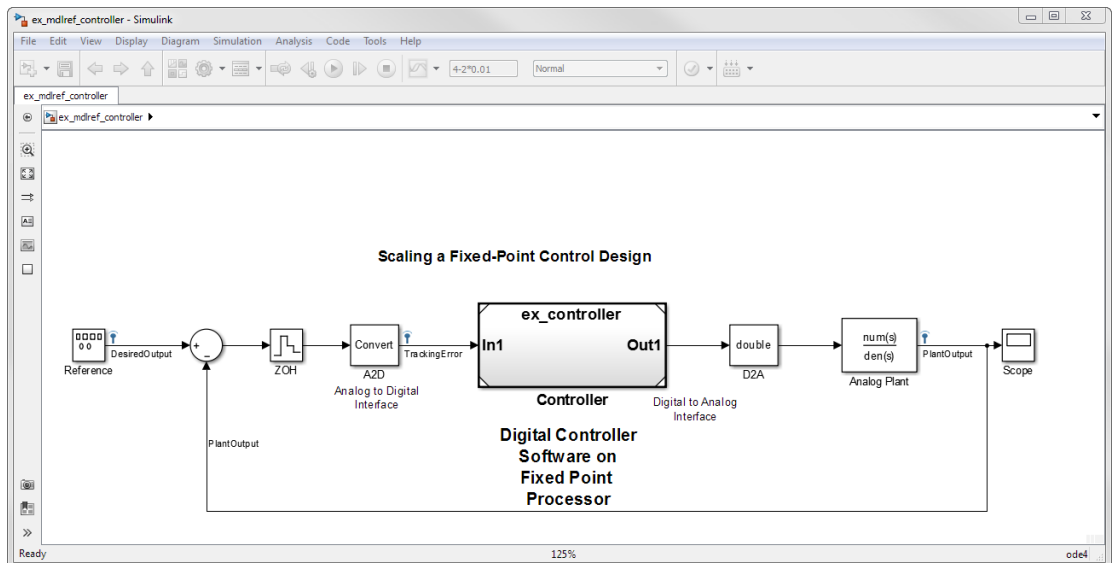 ex_mdlref_controller - Simulink
File Edit View Display Diagram Simulation Analysis Code Tools Help
4-2*0.01 Normal
ex_mdlref_controller
ex_mdlref_controller
Scaling a Fixed-Point Control Design
Reference
DesiredOutput
+
−
ZOH
Convert
A2D
Analog to Digital
Interface
TrackingError
ex_controller
In1 Out1
Controller
Digital Controller
Software on
Fixed Point
Processor
double
D2A
Digital to Analog
Interface
num(s)
den(s)
Analog Plant
PlantOutput
Scope
PlantOutput
Ready 125% ode4